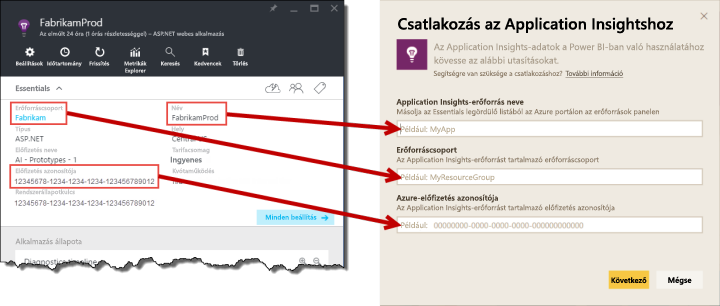 FabrikamProd
Az elmúlt 24 óra (1 órás részletességgel) – ASP.NET webes alkalmazás
Beállítások
Időtartomány
Frissítés
Metrikák Explorer
Keresés
Kedvencek
Törlés
Essentials
Erőforráscsoport
Fabrikam
Név
FabrikamProd
Típus
ASP.NET
Hely
Central US
Előfizetés neve
AI - Prototypes - 1
Tarifacsomag
Ingyenes
Előfizetés azonosítója
12345678-1234-1234-1234-123456789012
Kvótaműködés
Rendszerállapotkulcs
12345678-1234-1234-1234-123456789012
Minden beállítás
Alkalmazás állapota
Csatlakozás az Application Insightshoz
Az Application Insights-adatok a Power BI-ban való használatához
kövesse az alábbi utasításokat.
Segítségre van szüksége a csatlakozáshoz? További információ
Application Insights-erőforrás neve
Másolja az Essentials legördülő listából az Azure portálon az erőforrások panelen
Például: MyApp
Erőforráscsoport
Az Application Insights-erőforrást tartalmazó erőforráscsoport
Például: MyResourceGroup
Azure-előfizetés azonosítója
Az Application Insights-erőforrást tartalmazó előfizetés azonosítója
Például: 00000000-0000-0000-0000-000000000000
Következő
Mégse